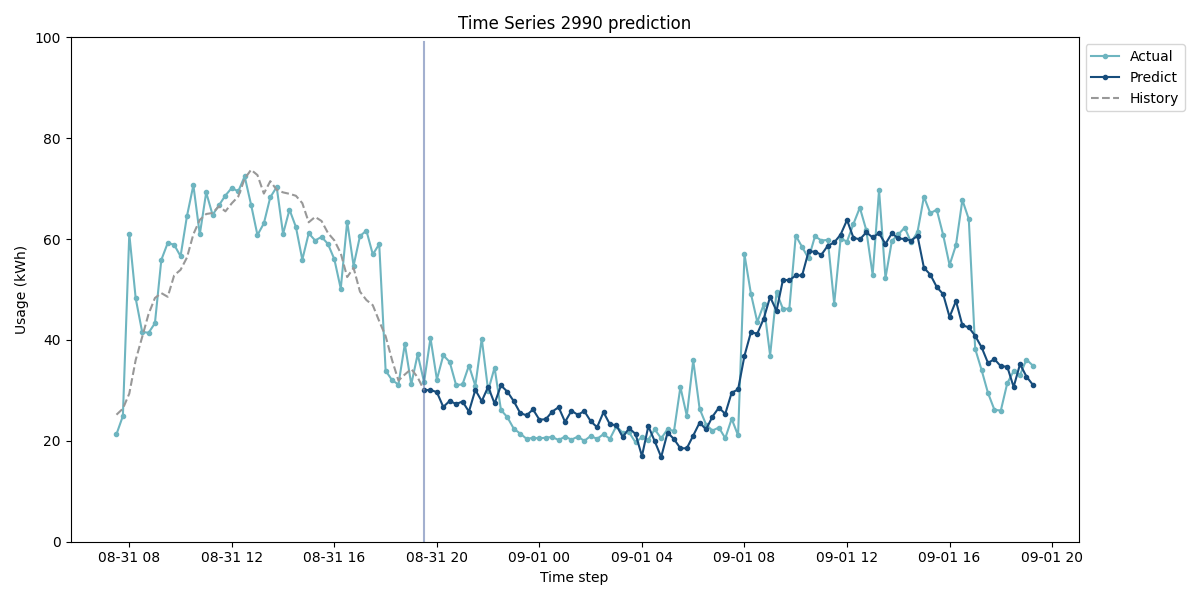 Time Series 2990 prediction
100
80
60
40
20
0
Usage (kWh)
08-31 08
08-31 12
08-31 16
08-31 20
09-01 00
09-01 04
09-01 08
09-01 12
09-01 16
09-01 20
Time step
Actual
Predict
History